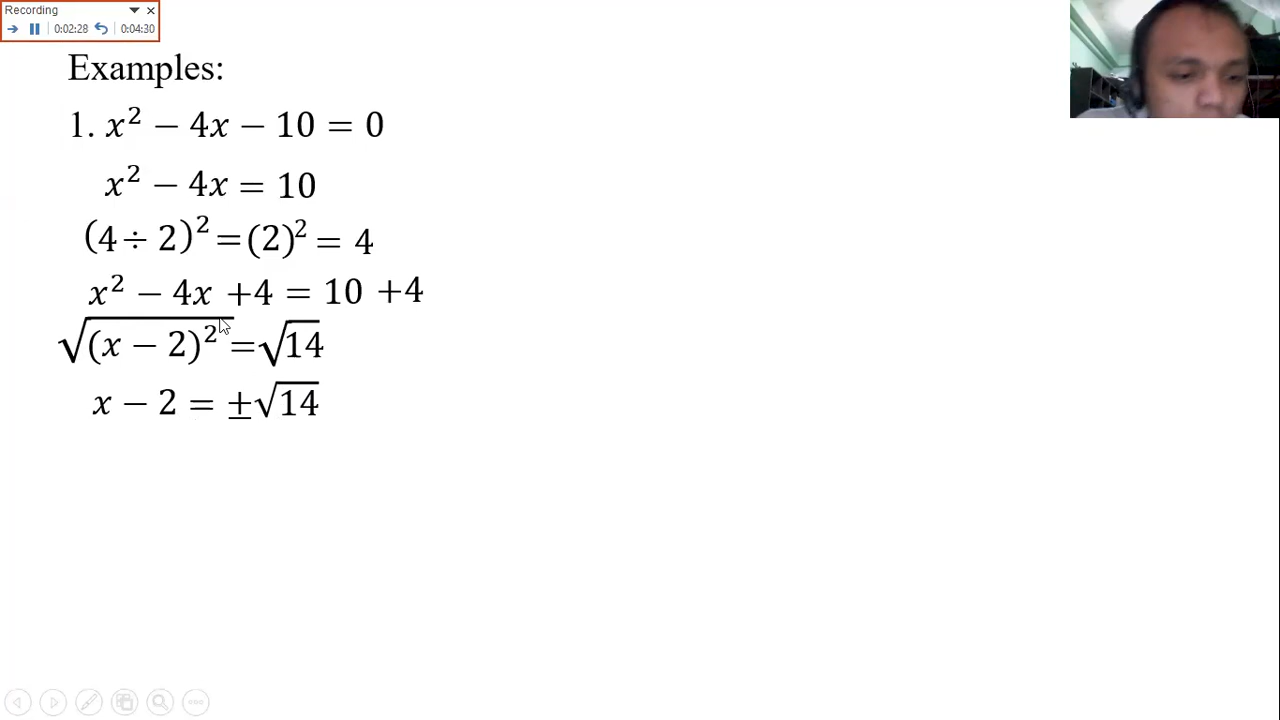 Recording
0:02:28 0:04:30
Examples:
1. x² − 4x − 10 = 0
x² − 4x = 10
(4 ÷ 2)² = (2)² = 4
x² − 4x +4 = 10 +4
√(x − 2)² = √14
x − 2 = ±√14